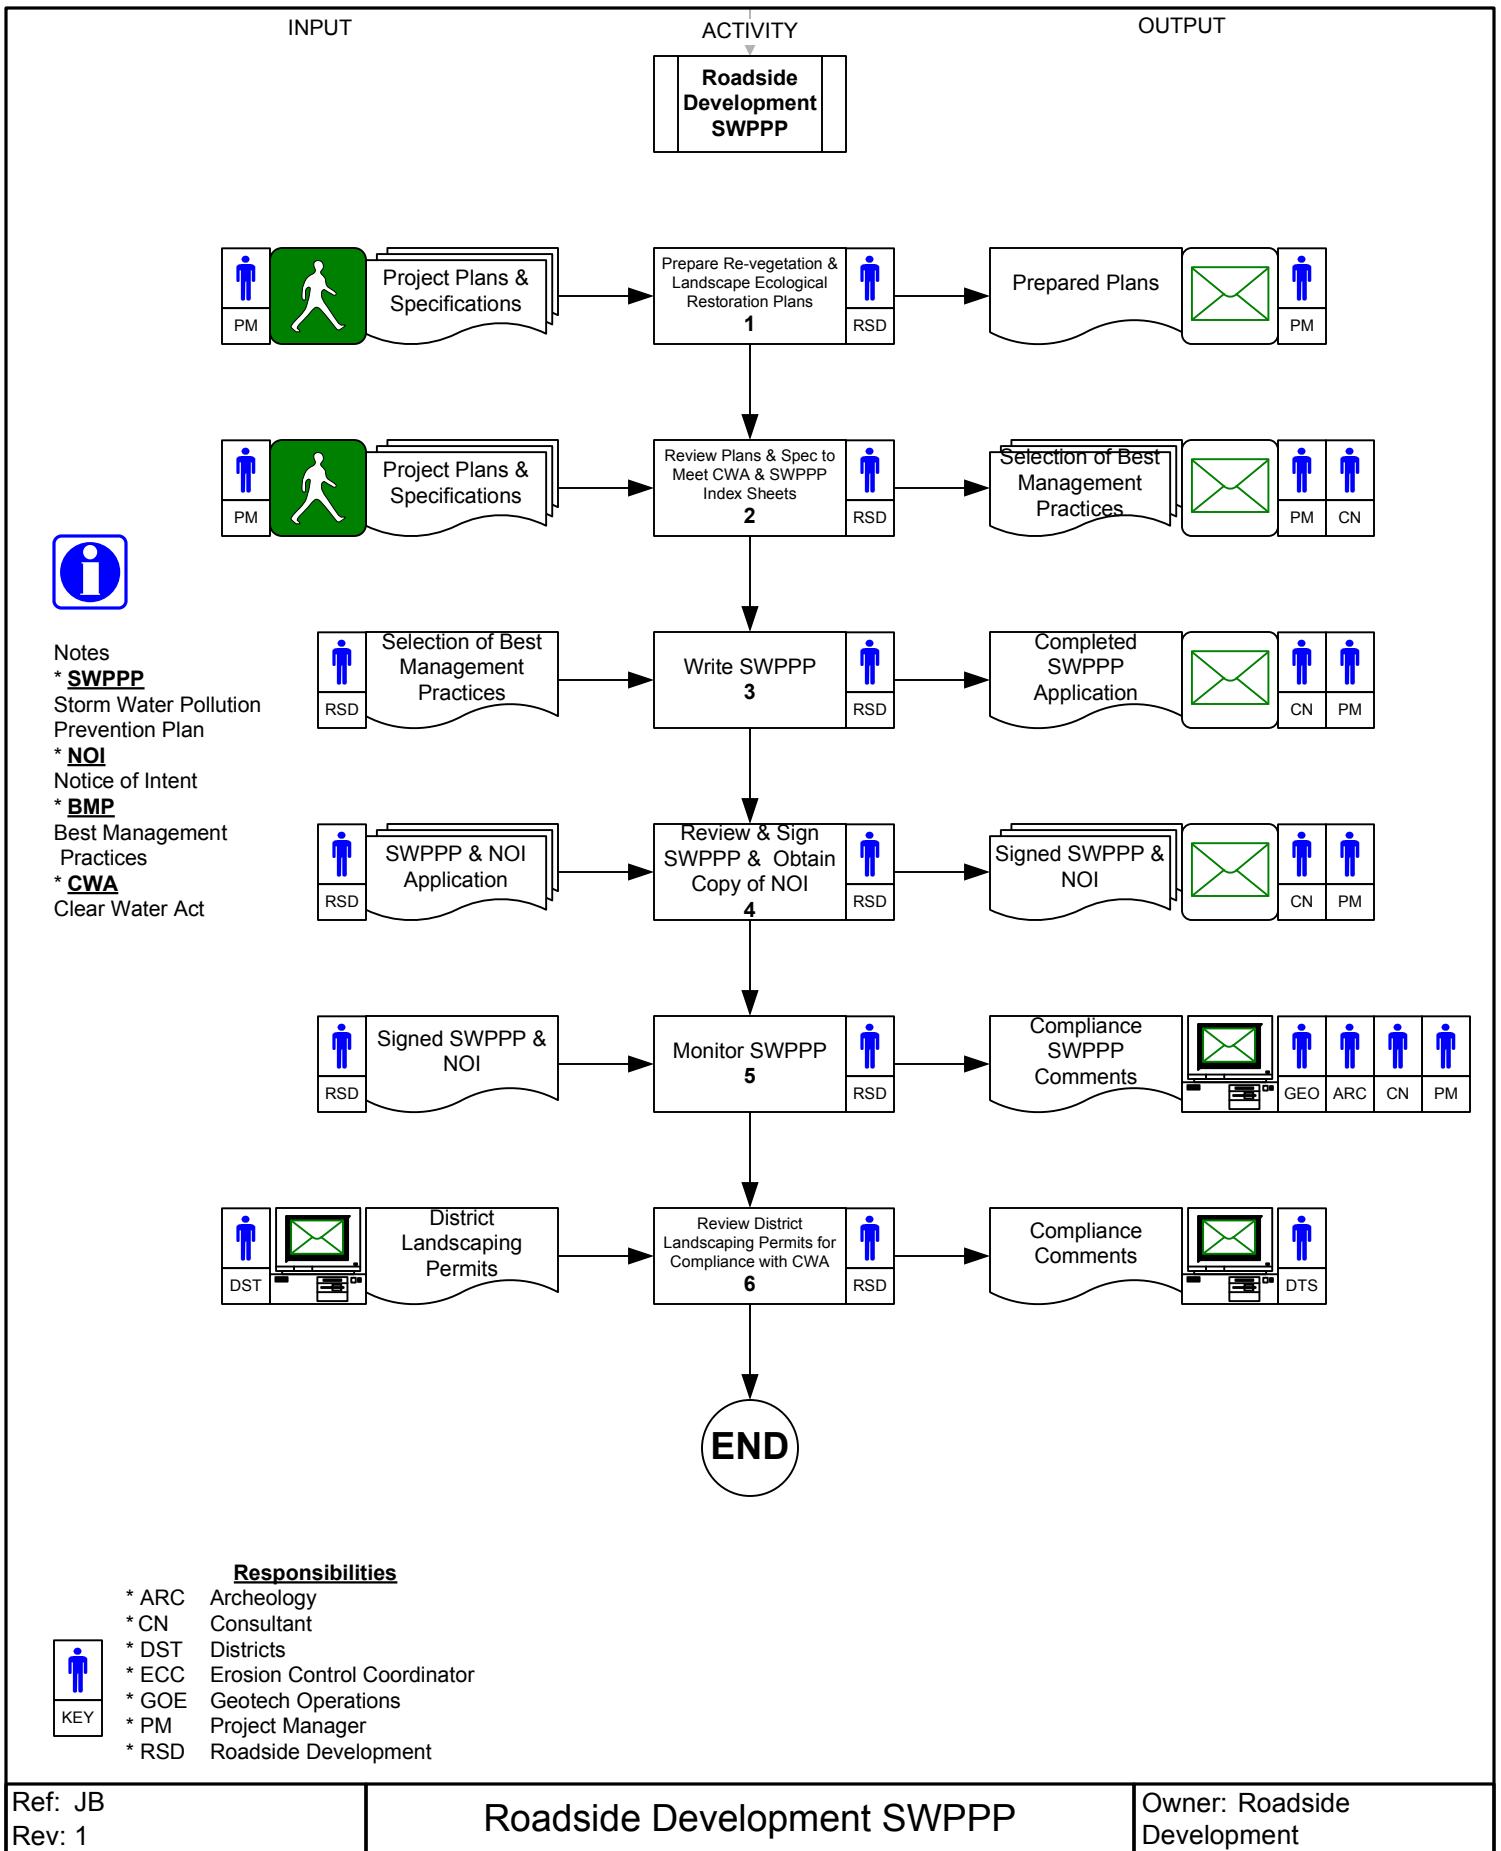 INPUT
ACTIVITY
OUTPUT
Roadside
Development
SWPPP
PM
Project Plans &
Specifications
Prepare Re-vegetation &
Landscape Ecological
Restoration Plans
1
RSD
Prepared Plans
PM
PM
Project Plans &
Specifications
Review Plans & Spec to
Meet CWA & SWPPP
Index Sheets
2
RSD
Selection of Best
Management
Practices
PM
CN
RSD
Selection of Best
Management
Practices
Write SWPPP
3
RSD
Completed
SWPPP
Application
CN
PM
Notes
* SWPPP
Storm Water Pollution
Prevention Plan
* NOI
Notice of Intent
* BMP
Best Management
Practices
* CWA
Clear Water Act
RSD
SWPPP & NOI
Application
Review & Sign
SWPPP & Obtain
Copy of NOI
4
RSD
Signed SWPPP &
NOI
CN
PM
RSD
Signed SWPPP &
NOI
Monitor SWPPP
5
RSD
Compliance
SWPPP
Comments
GEO
ARC
CN
PM
DST
District
Landscaping
Permits
Review District
Landscaping Permits for
Compliance with CWA
6
RSD
Compliance
Comments
DTS
END
Responsibilities
* ARC Archeology
* CN Consultant
* DST Districts
* ECC Erosion Control Coordinator
* GOE Geotech Operations
* PM Project Manager
* RSD Roadside Development
KEY
Ref: JB
Rev: 1
Roadside Development SWPPP
Owner: Roadside
Development